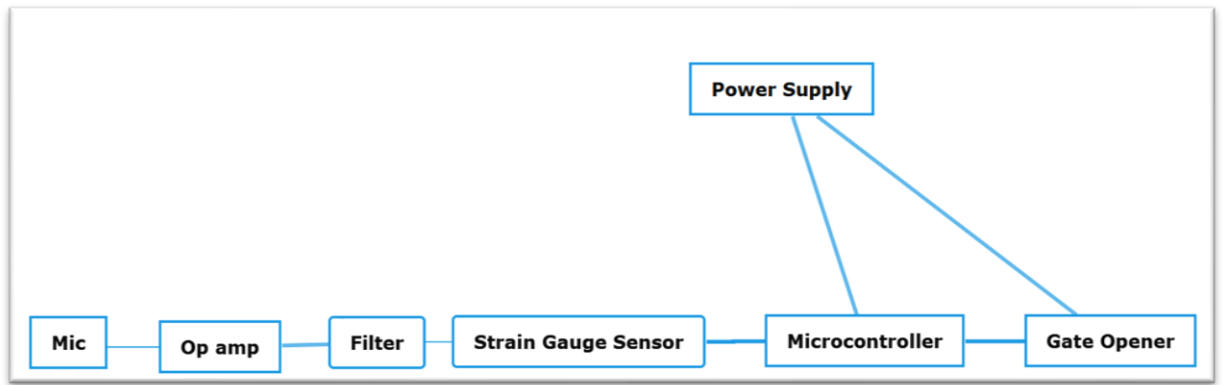 Power Supply
Mic
Op amp
Filter
Strain Gauge Sensor
Microcontroller
Gate Opener